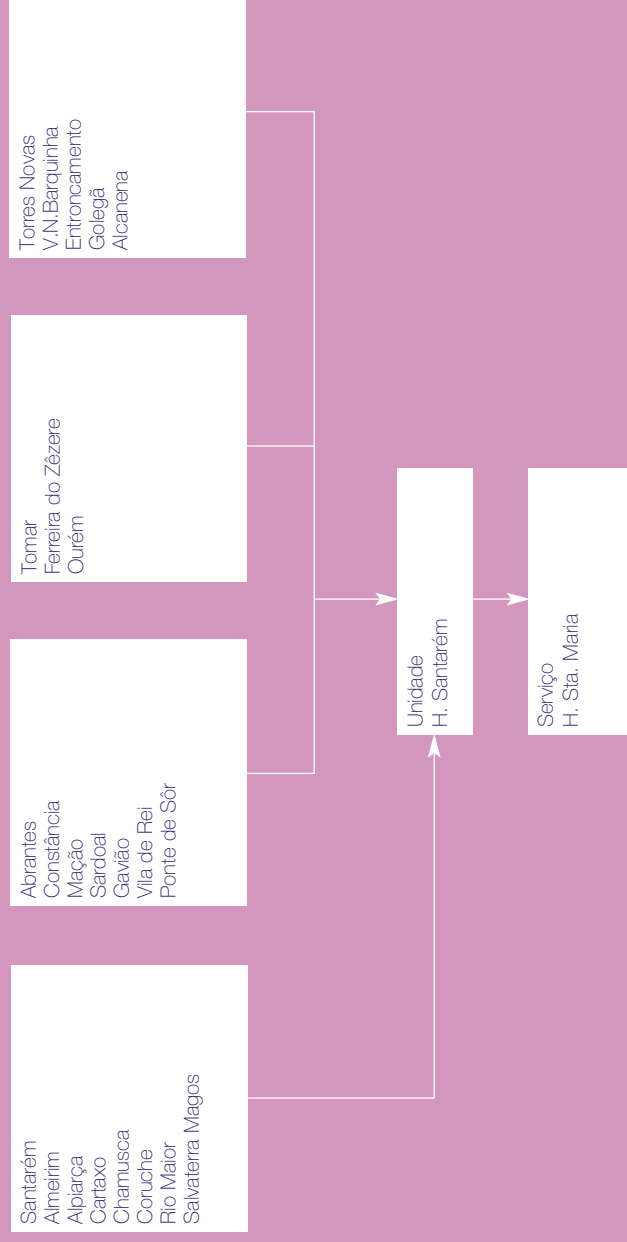 Santarém
Almeirim
Alpiarça
Cartaxo
Chamusca
Coruche
Rio Maior
Salvaterra Magos
Abrantes
Constância
Mação
Sardoal
Gavião
Vila de Rei
Ponte de Sôr
Tomar
Ferreira do Zêzere
Ourém
Torres Novas
V.N.Barquinha
Entroncamento
Golegã
Alcanena
Unidade
H. Santarém
Serviço
H. Sta. Maria